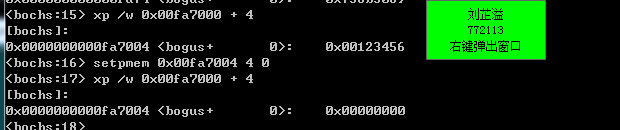 <bochs:15> xp /w 0x00fa7000 + 4
[bochs]:
0x0000000000fa7004 <bogus+       0>:    0x00123456
<bochs:16> setpmem 0x00fa7004 4 0
<bochs:17> xp /w 0x00fa7000 + 4
[bochs]:
0x0000000000fa7004 <bogus+       0>:    0x00000000
<bochs:18>
刘芷溢
772113
右键弹出窗口